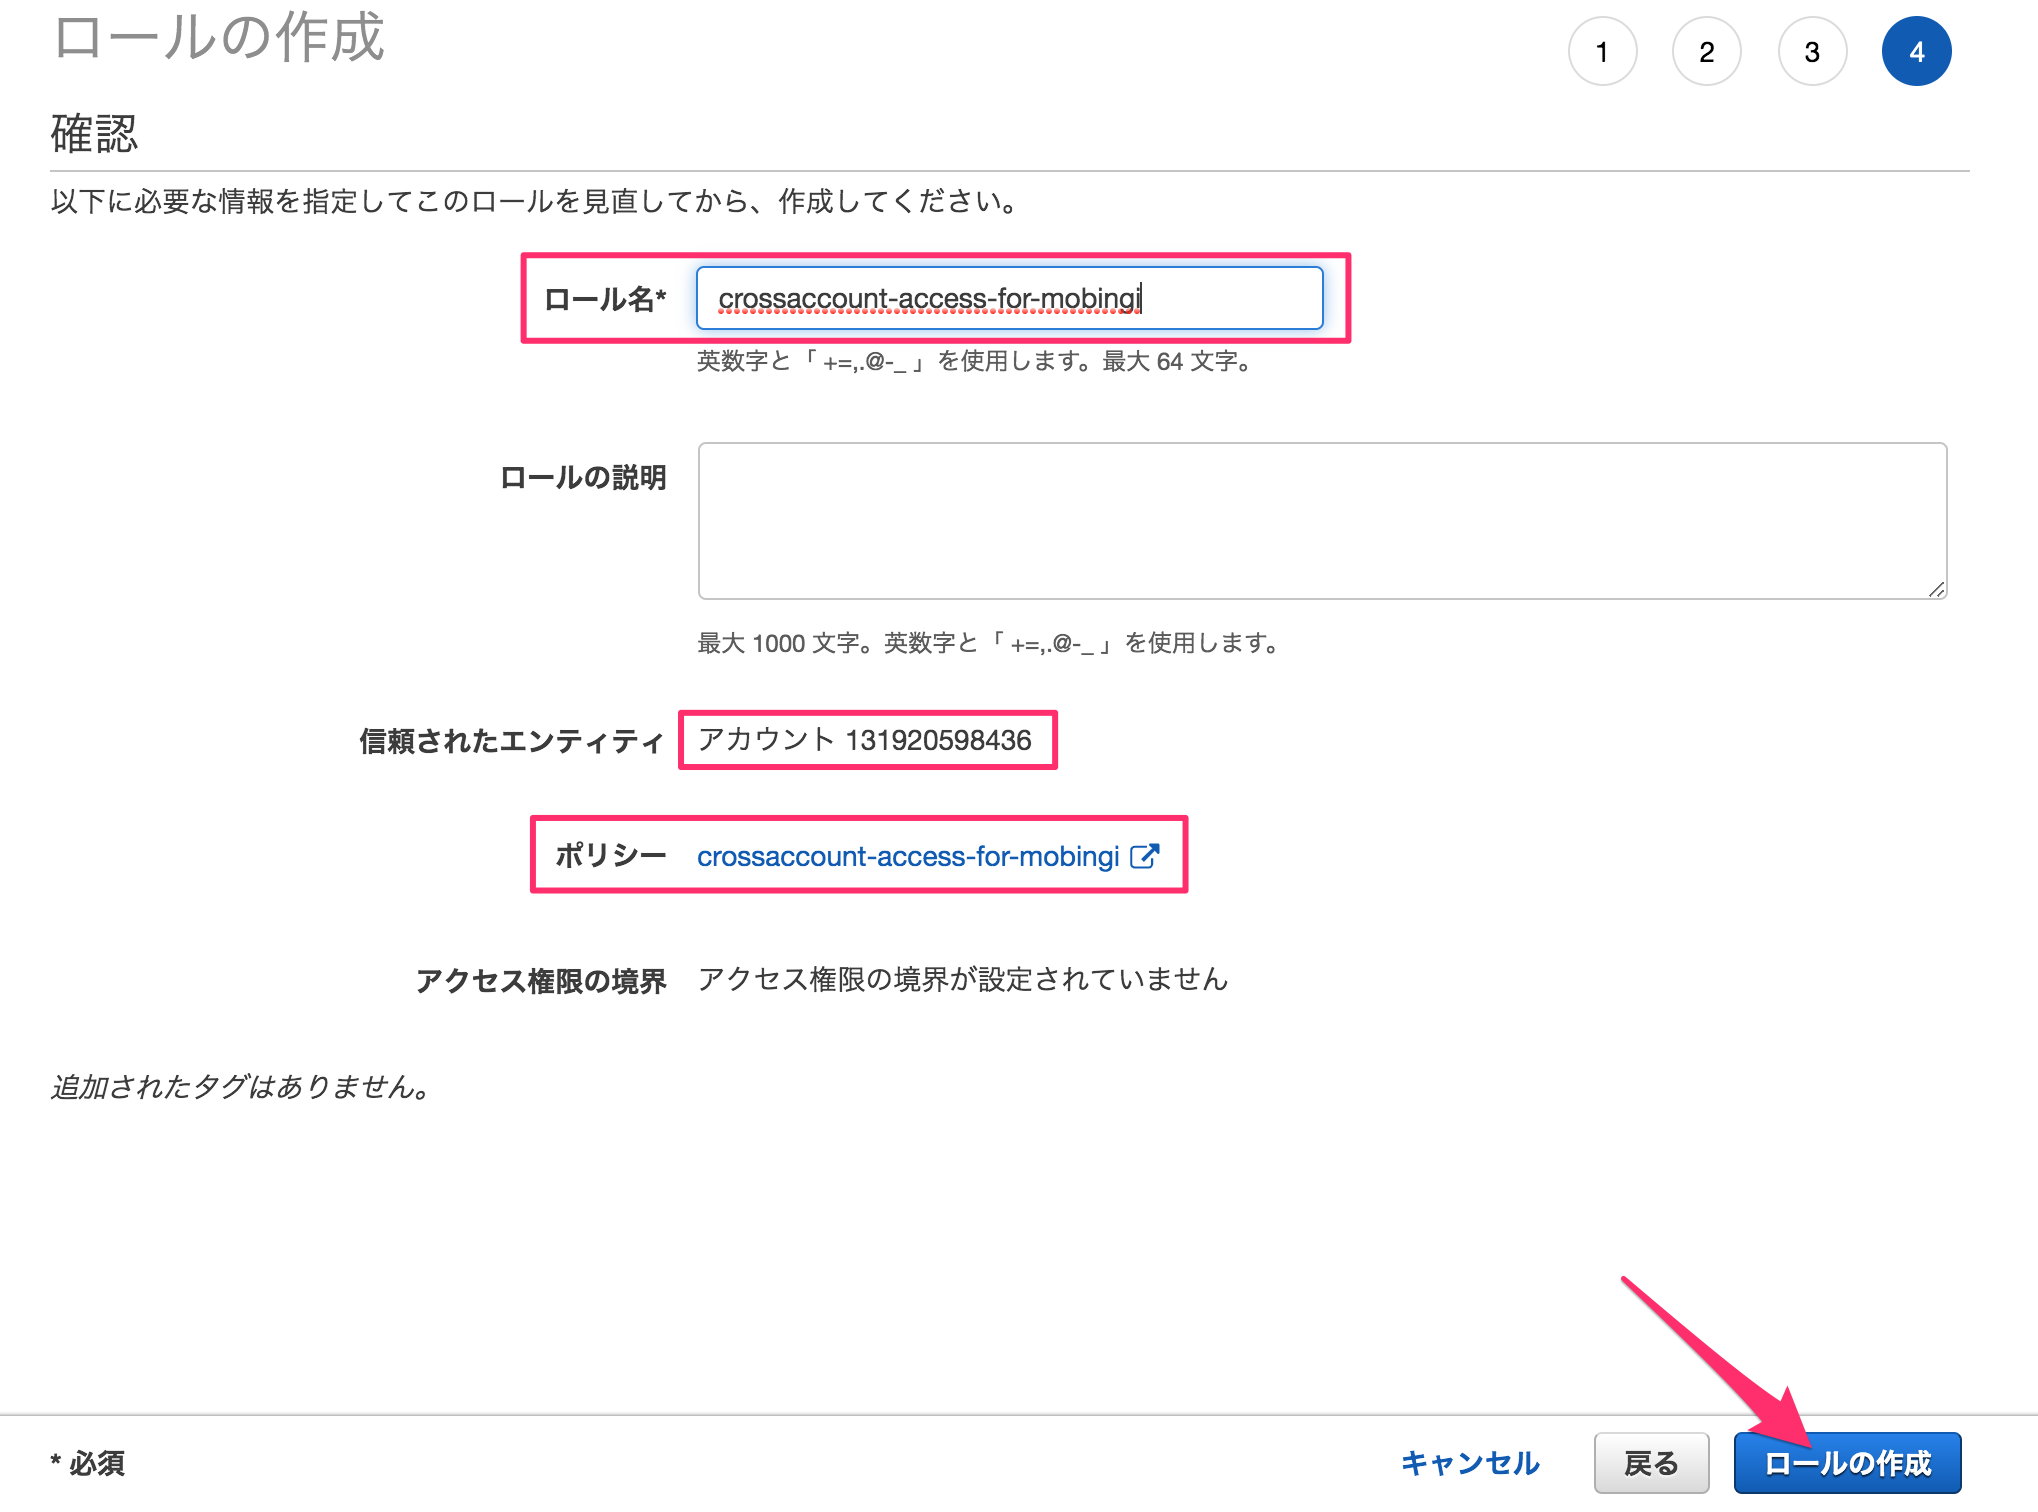 ロールの作成
1 2 3 4
確認
以下に必要な情報を指定してこのロールを見直してから、作成してください。
ロール名* crossaccount-access-for-mobingi
英数字と「 +=,.@-_ 」を使用します。最大 64 文字。
ロールの説明
最大 1000 文字。英数字と「 +=,.@-_ 」を使用します。
信頼されたエンティティ アカウント 131920598436
ポリシー crossaccount-access-for-mobingi
アクセス権限の境界 アクセス権限の境界が設定されていません
追加されたタグはありません。
* 必須 キャンセル 戻る ロールの作成